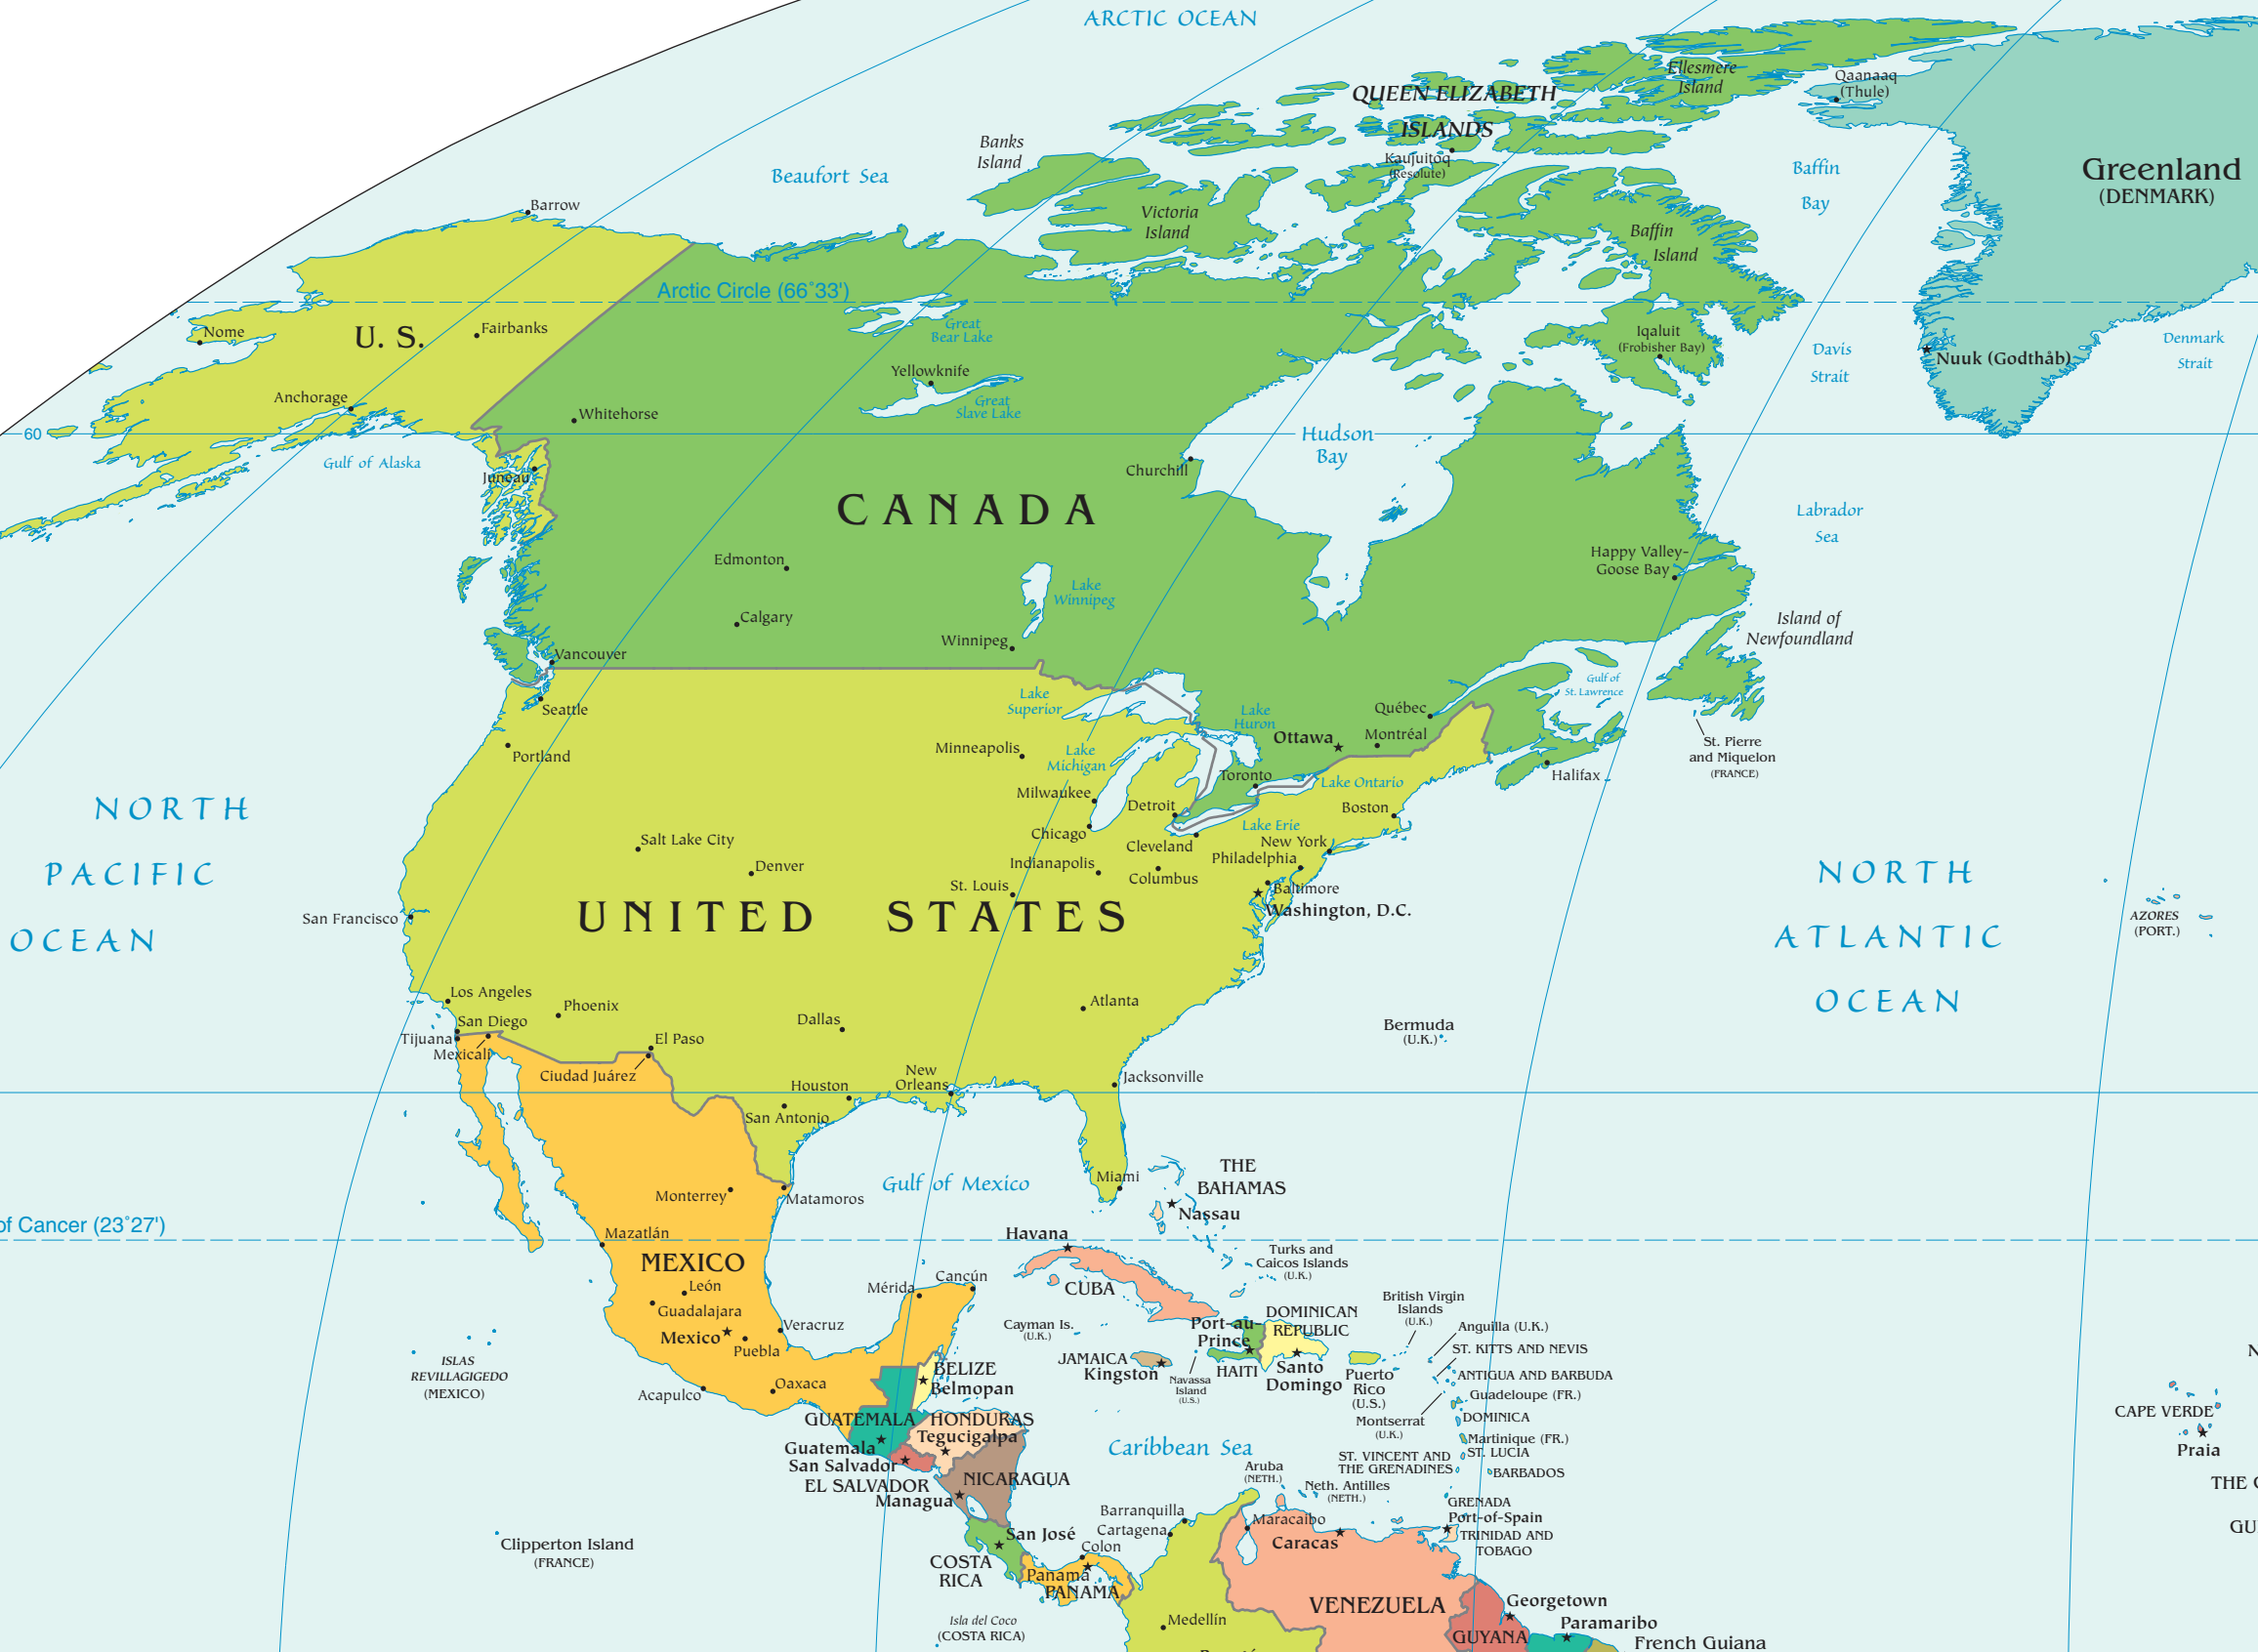 ARCTIC OCEAN
QUEEN ELIZABETH
ISLANDS
Ellesmere
Island
Qaanaaq
(Thule)
Kaujuitoq
(Resolute)
Banks
Island
Beaufort Sea
Baffin
Bay
Greenland
(DENMARK)
Barrow
Victoria
Island
Baffin
Island
Arctic Circle (66°33')
Nome
U. S.
Fairbanks
Great
Bear Lake
Iqaluit
(Frobisher Bay)
Davis
Strait
Nuuk (Godthåb)
Denmark
Strait
Anchorage
Yellowknife
Great
Slave Lake
Whitehorse
60
Hudson
Bay
Gulf of Alaska
Juneau
Churchill
CANADA
Labrador
Sea
Edmonton
Happy Valley-
Goose Bay
Lake
Winnipeg
Calgary
Island of
Newfoundland
Winnipeg
Vancouver
Gulf of
St. Lawrence
Lake
Superior
Seattle
Lake
Huron
Québec
Ottawa
Montréal
Portland
Minneapolis
Lake
Michigan
St. Pierre
and Miquelon
(FRANCE)
Toronto
Lake Ontario
Halifax
Milwaukee
Detroit
Boston
NORTH
PACIFIC
OCEAN
Chicago
Lake Erie
Cleveland
New York
Salt Lake City
Denver
Indianapolis
Philadelphia
Columbus
St. Louis
Baltimore
Washington, D.C.
San Francisco
UNITED STATES
NORTH
ATLANTIC
OCEAN
AZORES
(PORT.)
Los Angeles
Phoenix
Atlanta
San Diego
Dallas
Tijuana
Mexicali
El Paso
Bermuda
(U.K.)
Ciudad Juárez
Houston
New
Orleans
Jacksonville
San Antonio
Monterrey
Matamoros
Gulf of Mexico
Miami
THE
BAHAMAS
Nassau
of Cancer (23°27')
Mazatlán
Havana
Turks and
Caicos Islands
(U.K.)
MEXICO
León
Guadalajara
Mérida
Cancún
CUBA
Mexico
Veracruz
Puebla
Cayman Is.
(U.K.)
Port-au-
Prince
DOMINICAN
REPUBLIC
British Virgin
Islands
(U.K.)
Anguilla (U.K.)
ST. KITTS AND NEVIS
ISLAS
REVILLAGIGEDO
(MEXICO)
Acapulco
Oaxaca
BELIZE
Belmopan
JAMAICA
Kingston
Navassa
Island
(U.S.)
HAITI
Santo
Domingo
Puerto
Rico
(U.S.)
ANTIGUA AND BARBUDA
Guadeloupe (FR.)
Montserrat
(U.K.)
DOMINICA
GUATEMALA
Guatemala
HONDURAS
Tegucigalpa
San Salvador
EL SALVADOR
Caribbean Sea
Martinique (FR.)
ST. LUCIA
ST. VINCENT AND
THE GRENADINES
BARBADOS
Aruba
(NETH.)
Neth. Antilles
(NETH.)
CAPE VERDE
Praia
N
THE G
GU
NICARAGUA
Managua
GRENADA
Port-of-Spain
TRINIDAD AND
TOBAGO
Barranquilla
Cartagena
Maracaibo
Caracas
Clipperton Island
(FRANCE)
San José
Colon
COSTA
RICA
Panama
PANAMA
VENEZUELA
Georgetown
Isla del Coco
(COSTA RICA)
Medellín
Paramaribo
GUYANA
French Guiana